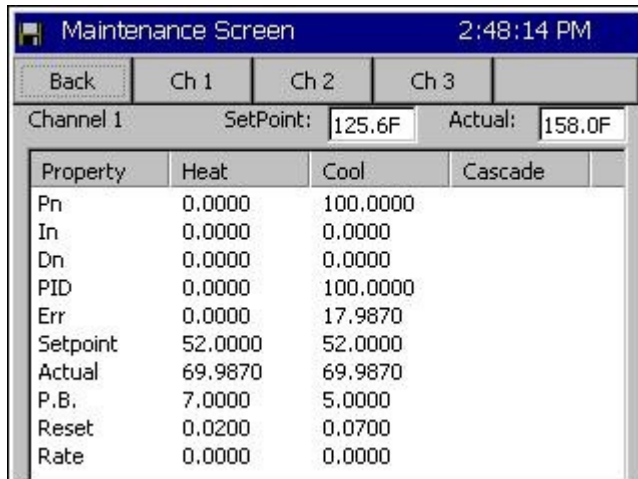 Maintenance Screen 2:48:14 PM
Back Ch 1 Ch 2 Ch 3
Channel 1 SetPoint: 125.6F Actual: 158.0F
Property Heat Cool Cascade
Pn 0.0000 100.0000
In 0.0000 0.0000
Dn 0.0000 0.0000
PID 0.0000 100.0000
Err 0.0000 17.9870
Setpoint 52.0000 52.0000
Actual 69.9870 69.9870
P.B. 7.0000 5.0000
Reset 0.0200 0.0700
Rate 0.0000 0.0000